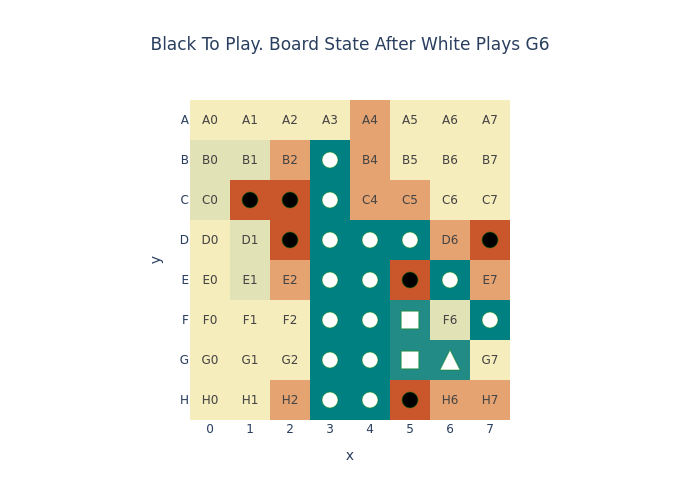 Black To Play. Board State After White Plays G6
A A0 A1 A2 A3 A4 A5 A6 A7
B B0 B1 B2 B4 B5 B6 B7
C C0 C4 C5 C6 C7
D D0 D1 D6
E E0 E1 E2 E7
F F0 F1 F2 F6
G G0 G1 G2 G7
H H0 H1 H2 H6 H7
0 1 2 3 4 5 6 7
x
y